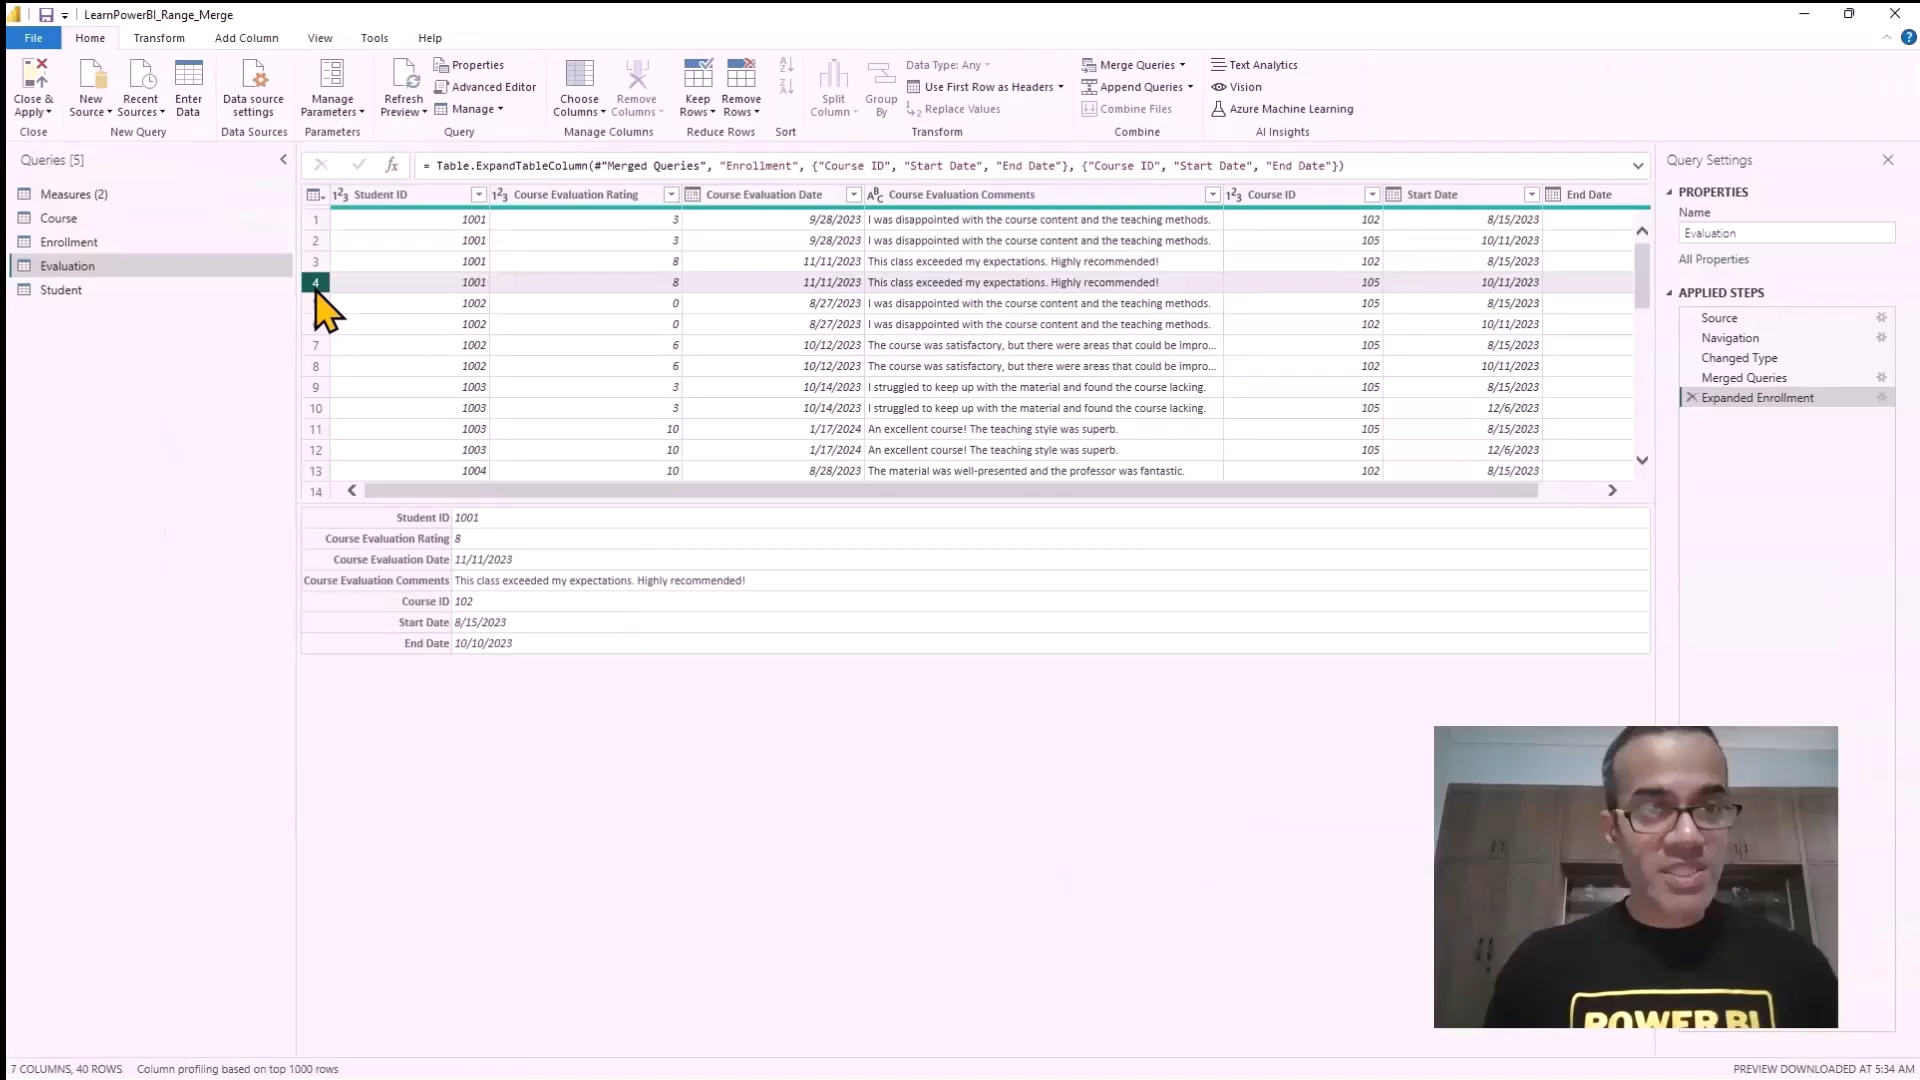 LearnPowerBI_Range_Merge
File Home Transform Add Column View Tools Help
Close & Apply
New Source
Recent Sources
Enter Data
Data source settings
Manage Parameters
Refresh Preview
Properties
Advanced Editor
Manage
Choose Columns
Remove Columns
Keep Rows
Remove Rows
Split Column
Group By
Data Type: Any
Use First Row as Headers
Replace Values
Merge Queries
Append Queries
Combine Files
Text Analytics
Vision
Azure Machine Learning
Close New Query Data Sources Parameters Query Manage Columns Reduce Rows Sort Transform Combine AI Insights
Queries [5]
Measures (2)
Course
Enrollment
Evaluation
Student
= Table.ExpandTableColumn(#"Merged Queries", "Enrollment", {"Course ID", "Start Date", "End Date"}, {"Course ID", "Start Date", "End Date"})
Student ID Course Evaluation Rating Course Evaluation Date Course Evaluation Comments Course ID Start Date End Date
1 1001 3 9/28/2023 I was disappointed with the course content and the teaching methods. 102 8/15/2023
2 1001 3 9/28/2023 I was disappointed with the course content and the teaching methods. 105 10/11/2023
3 1001 8 11/11/2023 This class exceeded my expectations. Highly recommended! 102 8/15/2023
4 1001 8 11/11/2023 This class exceeded my expectations. Highly recommended! 105 10/11/2023
1002 0 8/27/2023 I was disappointed with the course content and the teaching methods. 105 8/15/2023
1002 0 8/27/2023 I was disappointed with the course content and the teaching methods. 102 10/11/2023
7 1002 6 10/12/2023 The course was satisfactory, but there were areas that could be impro... 105 8/15/2023
8 1002 6 10/12/2023 The course was satisfactory, but there were areas that could be impro... 102 10/11/2023
9 1003 3 10/14/2023 I struggled to keep up with the material and found the course lacking. 105 8/15/2023
10 1003 3 10/14/2023 I struggled to keep up with the material and found the course lacking. 105 12/6/2023
11 1003 10 1/17/2024 An excellent course! The teaching style was superb. 105 8/15/2023
12 1003 10 1/17/2024 An excellent course! The teaching style was superb. 105 12/6/2023
13 1004 10 8/28/2023 The material was well-presented and the professor was fantastic. 102 8/15/2023
14
Student ID 1001
Course Evaluation Rating 8
Course Evaluation Date 11/11/2023
Course Evaluation Comments This class exceeded my expectations. Highly recommended!
Course ID 102
Start Date 8/15/2023
End Date 10/10/2023
Query Settings
PROPERTIES
Name
Evaluation
All Properties
APPLIED STEPS
Source
Navigation
Changed Type
Merged Queries
Expanded Enrollment
POWER BI
7 COLUMNS, 40 ROWS Column profiling based on top 1000 rows PREVIEW DOWNLOADED AT 5:34 AM